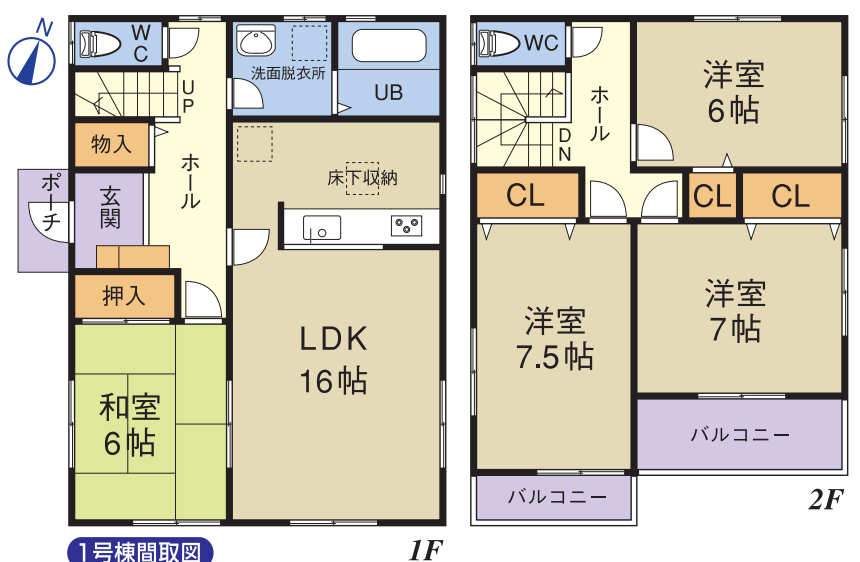 N
WC
UP
洗面脱衣所
UB
物入
ホール
床下収納
ポーチ
玄関
押入
LDK
16帖
和室
6帖
1号棟間取図
1F
WC
ホール
DN
洋室
6帖
CL
CL
CL
洋室
7.5帖
洋室
7帖
バルコニー
バルコニー
2F